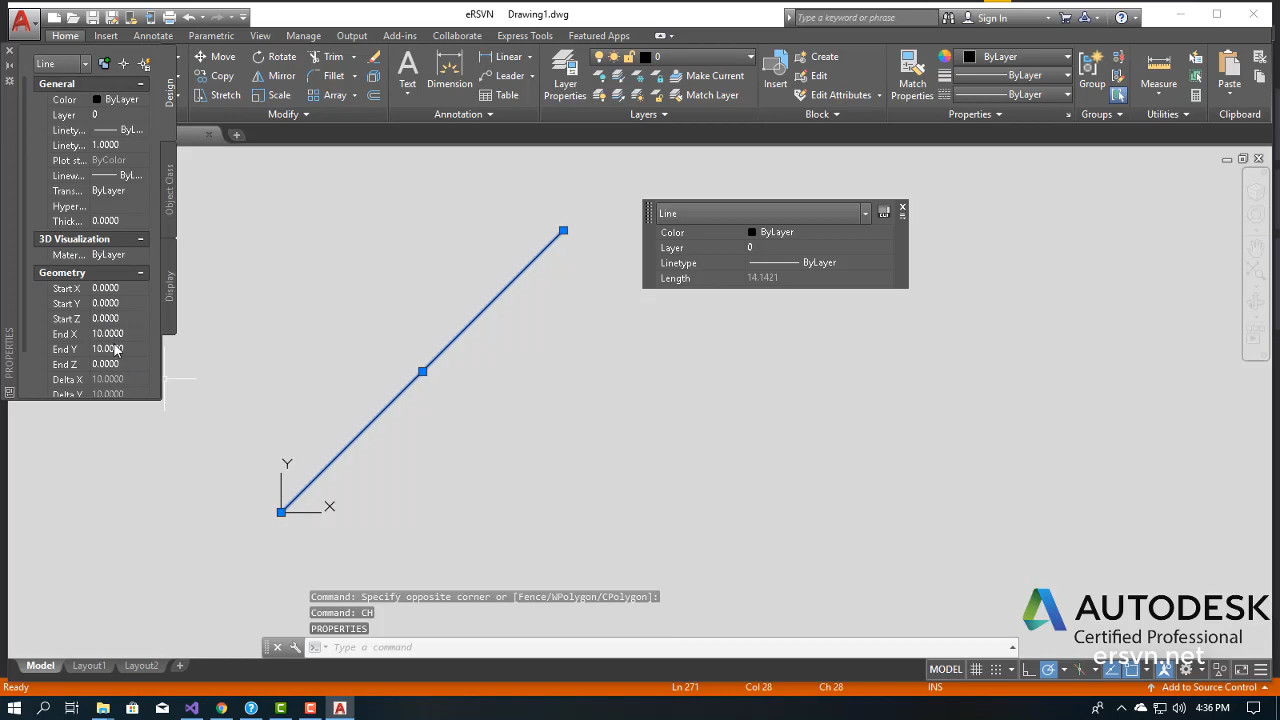 eRSVN Drawing1.dwg
Type a keyword or phrase
Sign In
Home Insert Annotate Parametric View Manage Output Add-ins Collaborate Express Tools Featured Apps
Move Rotate Trim
Copy Mirror Fillet
Stretch Scale Array
Modify
Text
Dimension
Linear
Leader
Table
Annotation
Layer
Properties
0
Make Current
Match Layer
Layers
Insert
Create
Edit
Edit Attributes
Block
Match
Properties
ByLayer
ByLayer
ByLayer
Properties
Group
Groups
Measure
Utilities
Paste
Clipboard
Line
General
Color ByLayer
Layer 0
Linety... ByL...
Linety... 1.0000
Plot st... ByColor
Linew... ByL...
Trans... ByLayer
Hyper...
Thick... 0.0000
3D Visualization
Mater... ByLayer
Geometry
Start X 0.0000
Start Y 0.0000
Start Z 0.0000
End X 10.0000
End Y 10.0000
End Z 0.0000
Delta X 10.0000
Delta Y 10.0000
Design
Object Class
Display
PROPERTIES
Line
Color ByLayer
Layer 0
Linetype ByLayer
Length 14.1421
Y
X
Command: Specify opposite corner or [Fence/WPolygon/CPolygon]:
Command: CH
PROPERTIES
Type a command
AUTODESK
Certified Professional
ersvn.net
Model Layout1 Layout2
MODEL
Ready
Ln 271 Col 28 Ch 28 INS
Add to Source Control
4:36 PM